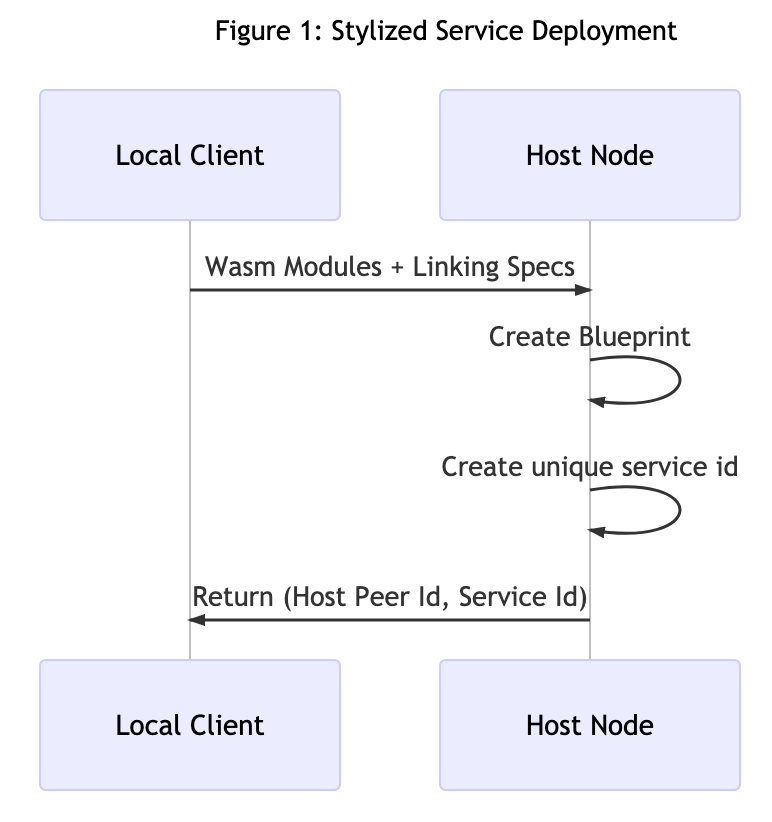 Figure 1: Stylized Service Deployment
Local Client
Host Node
Wasm Modules + Linking Specs
Create Blueprint
Create unique service id
Return (Host Peer Id, Service Id)
Local Client
Host Node